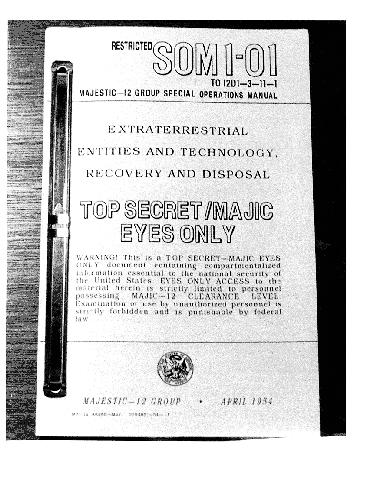 RESTRICTED
SOM1-01
TO 12D1—3—11—1
MAJESTIC—12 GROUP SPECIAL OPERATIONS MANUAL
EXTRATERRESTRIAL
ENTITIES AND TECHNOLOGY,
RECOVERY AND DISPOSAL
TOP SECRET/MAJIC
EYES ONLY
WARNING! This is a TOP SECRET—MAJIC EYES
ONLY document containing compartmentalized
information essential to the national security of
the United States. EYES ONLY ACCESS to the
material herein is strictly limited to personnel
possessing MAJIC—12 CLEARANCE LEVEL.
Examination or use by unauthorized personnel is
strictly forbidden and is punishable by federal
law.
MAJESTIC—12 GROUP • APRIL 1954